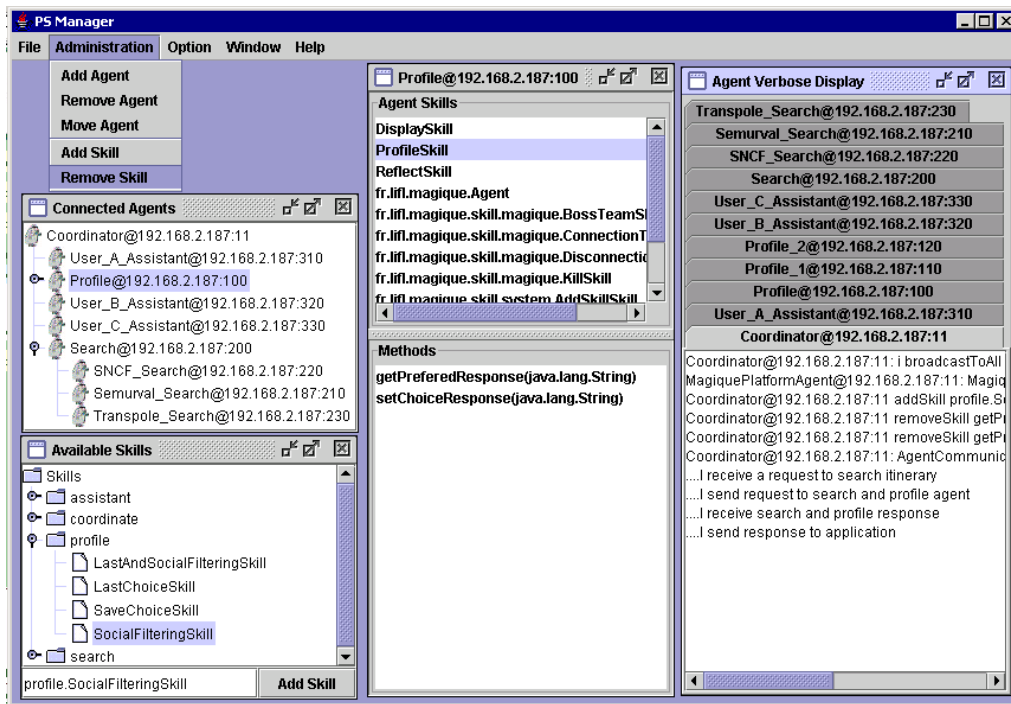 PS Manager
File Administration Option Window Help
Add Agent
Remove Agent
Move Agent
Add Skill
Remove Skill
Connected Agents
Coordinator@192.168.2.187:11
User_A_Assistant@192.168.2.187:310
Profile@192.168.2.187:100
User_B_Assistant@192.168.2.187:320
User_C_Assistant@192.168.2.187:330
Search@192.168.2.187:200
SNCF_Search@192.168.2.187:220
Semurval_Search@192.168.2.187:210
Transpole_Search@192.168.2.187:230
Available Skills
Skills
assistant
coordinate
profile
LastAndSocialFilteringSkill
LastChoiceSkill
SaveChoiceSkill
SocialFilteringSkill
search
profile.SocialFilteringSkill Add Skill
Profile@192.168.2.187:100
Agent Skills
DisplaySkill
ProfileSkill
ReflectSkill
fr.lifl.magique.Agent
fr.lifl.magique.skill.magique.BossTeamSl
fr.lifl.magique.skill.magique.ConnectionT
fr.lifl.magique.skill.magique.Disconnectic
fr.lifl.magique.skill.magique.KillSkill
fr.lifl.magique.skill.system.AddSkillSkill
Methods
getPreferedResponse(java.lang.String)
setChoiceResponse(java.lang.String)
Agent Verbose Display
Transpole_Search@192.168.2.187:230
Semurval_Search@192.168.2.187:210
SNCF_Search@192.168.2.187:220
Search@192.168.2.187:200
User_C_Assistant@192.168.2.187:330
User_B_Assistant@192.168.2.187:320
Profile_2@192.168.2.187:120
Profile_1@192.168.2.187:110
Profile@192.168.2.187:100
User_A_Assistant@192.168.2.187:310
Coordinator@192.168.2.187:11
Coordinator@192.168.2.187:11: i broadcastToAll
MagiquePlatformAgent@192.168.2.187:11: Magiq
Coordinator@192.168.2.187:11 addSkill profile.So
Coordinator@192.168.2.187:11 removeSkill getPr
Coordinator@192.168.2.187:11 removeSkill getPr
Coordinator@192.168.2.187:11: AgentCommunic
....I receive a request to search itinerary
....I send request to search and profile agent
....I receive search and profile response
....I send response to application